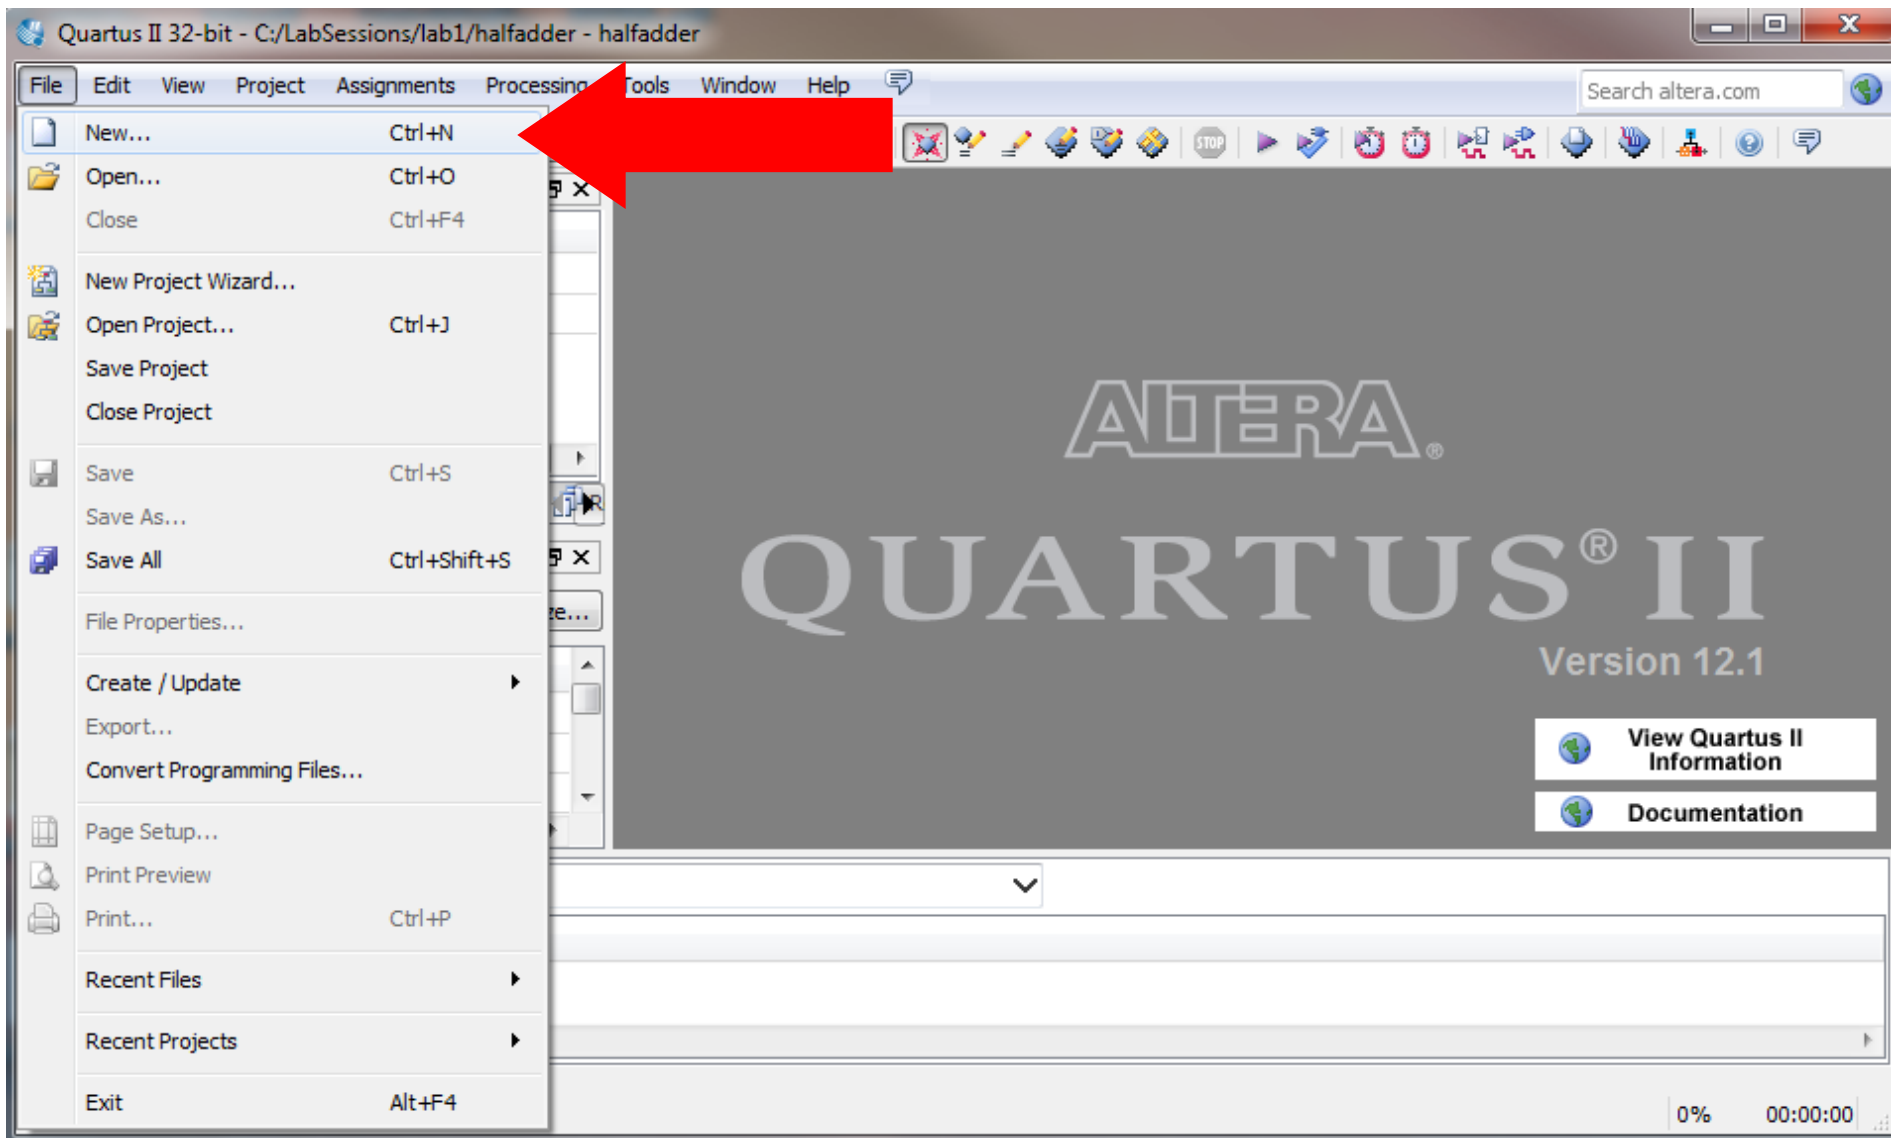 Quartus II 32-bit - C:/LabSessions/lab1/halfadder - halfadder
File Edit View Project Assignments Processing Tools Window Help
Search altera.com
New... Ctrl+N
STOP
Open... Ctrl+O
Close Ctrl+F4
New Project Wizard...
Open Project... Ctrl+J
Save Project
Close Project
ALTERA®
Save Ctrl+S
Save As...
QUARTUS® II
Save All Ctrl+Shift+S
File Properties...
ze...
Version 12.1
Create / Update
Export...
View Quartus II
Information
Convert Programming Files...
Documentation
Page Setup...
Print Preview
Print... Ctrl+P
Recent Files
Recent Projects
Exit Alt+F4
0% 00:00:00